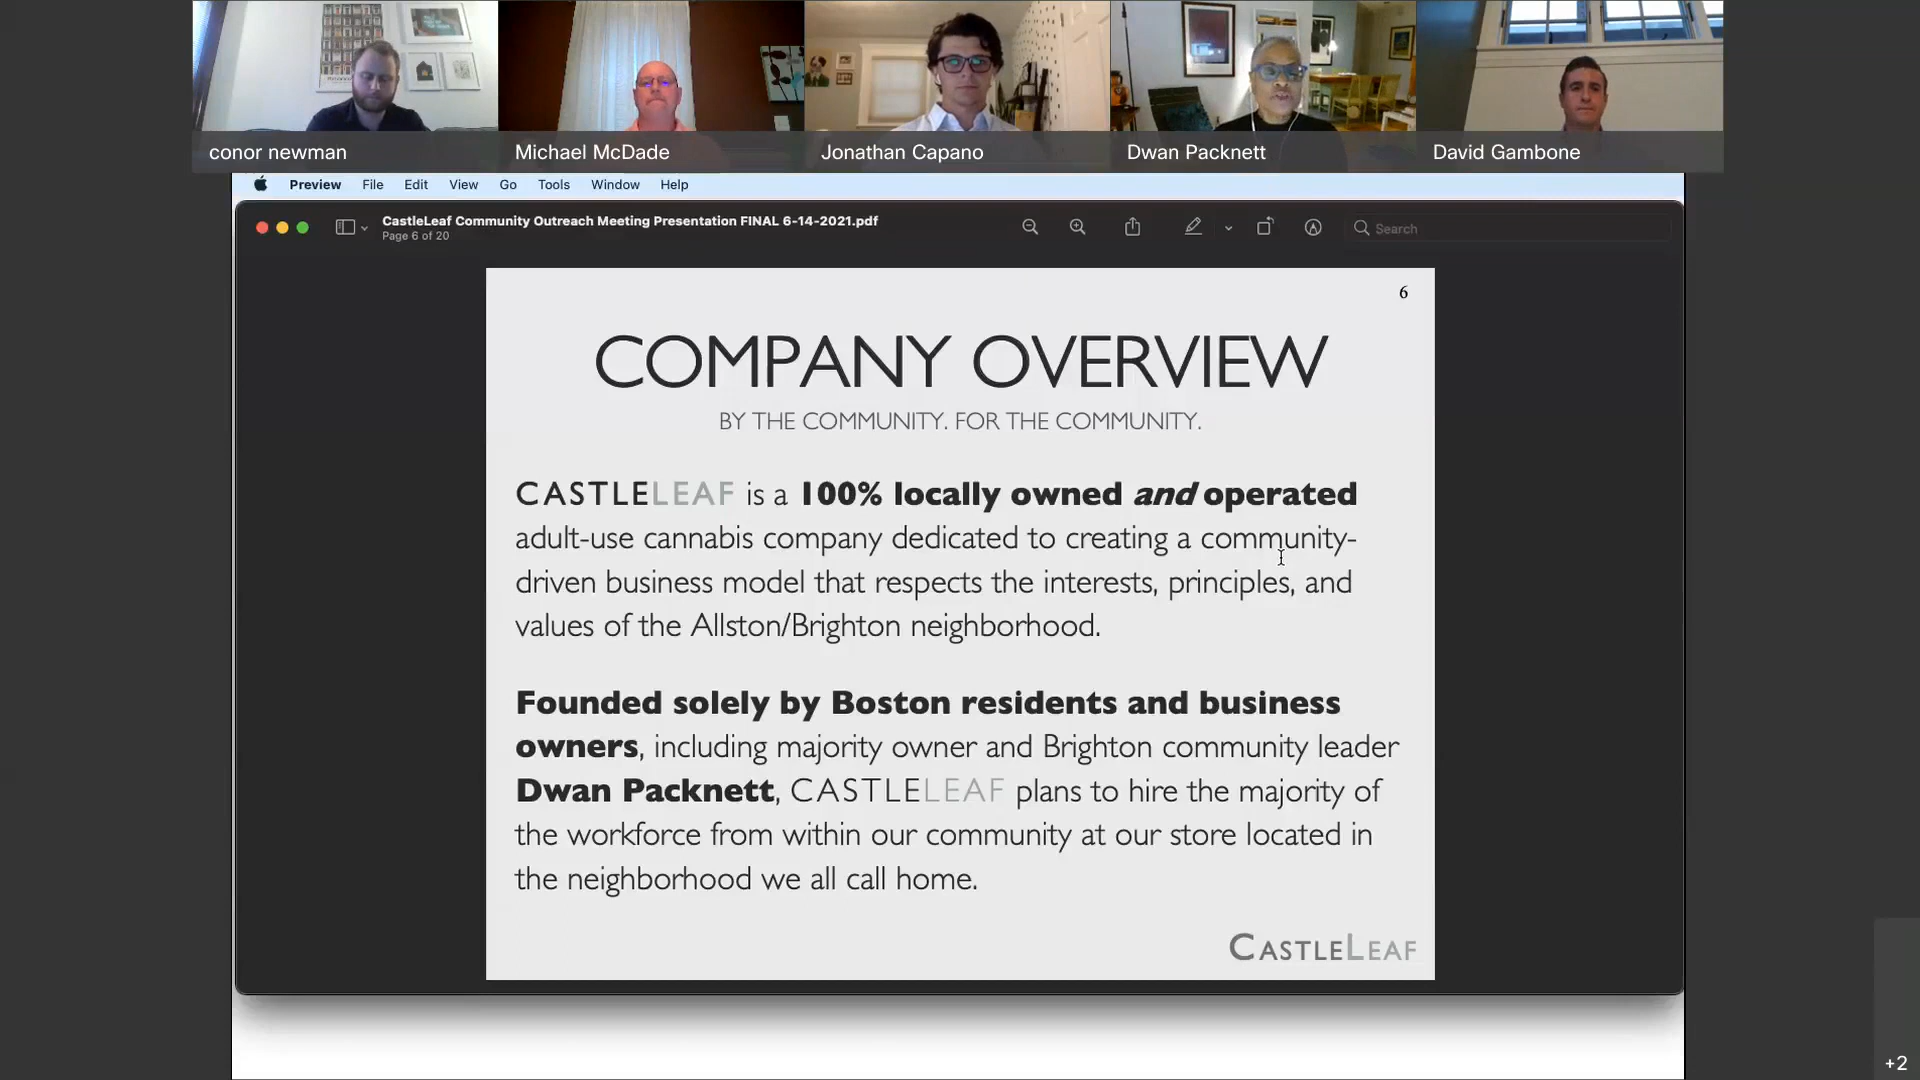 conor newman
Michael McDade
Jonathan Capano
Dwan Packnett
David Gambone
Preview File Edit View Go Tools Window Help
CastleLeaf Community Outreach Meeting Presentation FINAL 6-14-2021.pdf
Page 6 of 20
Search
6
COMPANY OVERVIEW
BY THE COMMUNITY. FOR THE COMMUNITY.
CASTLELEAF is a 100% locally owned and operated
adult-use cannabis company dedicated to creating a community-
driven business model that respects the interests, principles, and
values of the Allston/Brighton neighborhood.
Founded solely by Boston residents and business
owners, including majority owner and Brighton community leader
Dwan Packnett, CASTLELEAF plans to hire the majority of
the workforce from within our community at our store located in
the neighborhood we all call home.
CASTLELEAF
+2